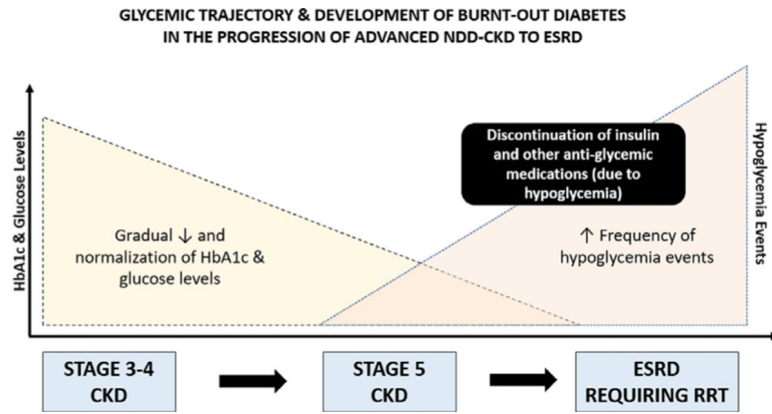 GLYCEMIC TRAJECTORY & DEVELOPMENT OF BURNT-OUT DIABETES
IN THE PROGRESSION OF ADVANCED NDD-CKD TO ESRD
HbA1c & Glucose Levels
Gradual ↓ and
normalization of HbA1c &
glucose levels
Discontinuation of insulin
and other anti-glycemic
medications (due to
hypoglycemia)
↑ Frequency of
hypoglycemia events
Hypoglycemia Events
STAGE 3-4
CKD
STAGE 5
CKD
ESRD
REQUIRING RRT